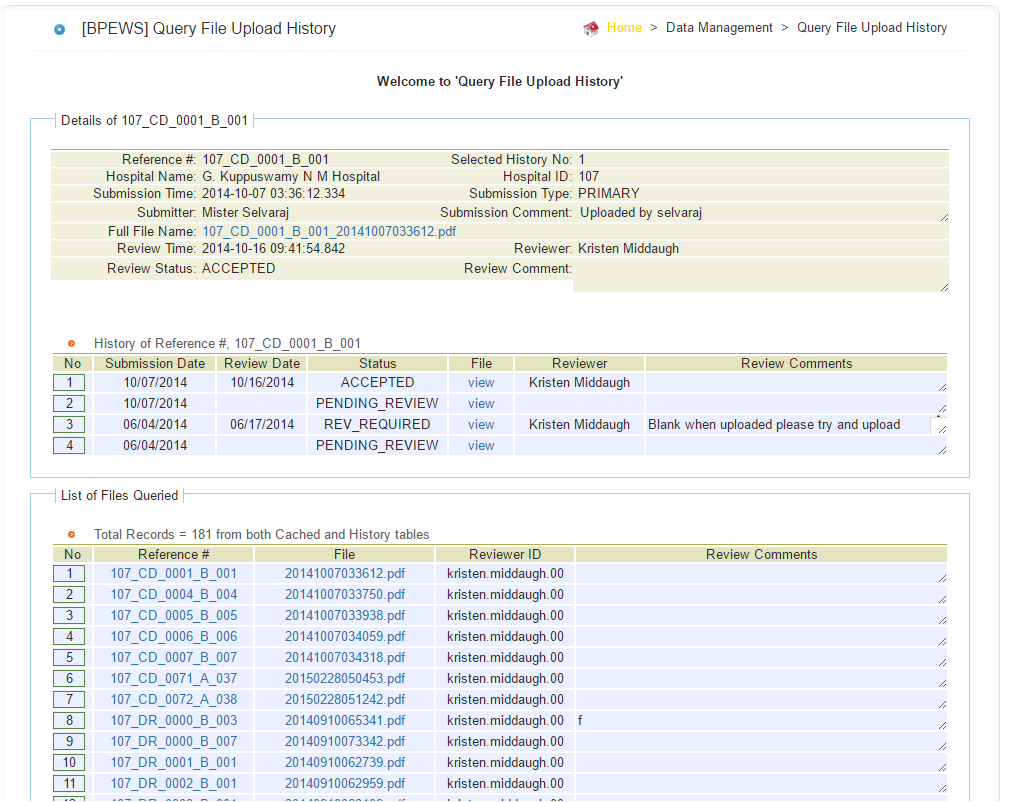 [BPEWS] Query File Upload History
Home > Data Management > Query File Upload History
Welcome to 'Query File Upload History'
Details of 107_CD_0001_B_001
Reference #: 107_CD_0001_B_001 Selected History No: 1
Hospital Name: G. Kuppuswamy N M Hospital Hospital ID: 107
Submission Time: 2014-10-07 03:36:12.334 Submission Type: PRIMARY
Submitter: Mister Selvaraj Submission Comment: Uploaded by selvaraj
Full File Name: 107_CD_0001_B_001_20141007033612.pdf
Review Time: 2014-10-16 09:41:54.842 Reviewer: Kristen Middaugh
Review Status: ACCEPTED Review Comment:
History of Reference #, 107_CD_0001_B_001
No Submission Date Review Date Status File Reviewer Review Comments
1 10/07/2014 10/16/2014 ACCEPTED view Kristen Middaugh
2 10/07/2014 PENDING_REVIEW view
3 06/04/2014 06/17/2014 REV_REQUIRED view Kristen Middaugh Blank when uploaded please try and upload
4 06/04/2014 PENDING_REVIEW view
List of Files Queried
Total Records = 181 from both Cached and History tables
No Reference # File Reviewer ID Review Comments
1 107_CD_0001_B_001 20141007033612.pdf kristen.middaugh.00
2 107_CD_0004_B_004 20141007033750.pdf kristen.middaugh.00
3 107_CD_0005_B_005 20141007033938.pdf kristen.middaugh.00
4 107_CD_0006_B_006 20141007034059.pdf kristen.middaugh.00
5 107_CD_0007_B_007 20141007034318.pdf kristen.middaugh.00
6 107_CD_0071_A_037 20150228050453.pdf kristen.middaugh.00
7 107_CD_0072_A_038 20150228051242.pdf kristen.middaugh.00
8 107_DR_0000_B_003 20140910065341.pdf kristen.middaugh.00 f
9 107_DR_0000_B_007 20140910073342.pdf kristen.middaugh.00
10 107_DR_0001_B_001 20140910062739.pdf kristen.middaugh.00
11 107_DR_0002_B_001 20140910062959.pdf kristen.middaugh.00